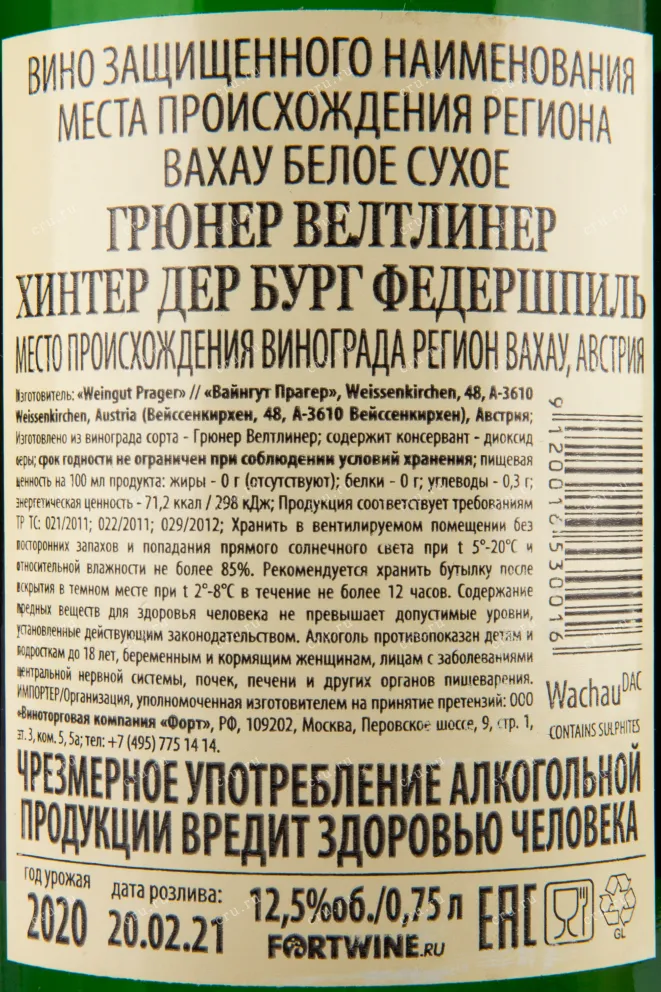 ВИНО ЗАЩИЩЕННОГО НАИМЕНОВАНИЯ
МЕСТА ПРОИСХОЖДЕНИЯ РЕГИОНА
ВАХАУ БЕЛОЕ СУХОЕ
ГРЮНЕР ВЕЛТЛИНЕР
ХИНТЕР ДЕР БУРГ ФЕДЕРШПИЛЬ
МЕСТО ПРОИСХОЖДЕНИЯ ВИНОГРАДА РЕГИОН ВАХАУ, АВСТРИЯ
Изготовитель: «Weingut Prager» // «Вайнгут Прагер», Weissenkirchen, 48, A-3610
Weissenkirchen, Austria (Вейссенкирхен, 48, А-3610 Вейссенкирхен), Австрия;
Изготовлено из винограда сорта - Грюнер Велтлинер; содержит консервант - диоксид
серы; срок годности не ограничен при соблюдении условий хранения; пищевая
ценность на 100 мл продукта: жиры - 0 г (отсутствуют); белки - 0 г; углеводы - 0,3 г;
энергетическая ценность - 71,2 ккал / 298 кДж; Продукция соответствует требованиям
ТР ТС: 021/2011; 022/2011; 029/2012; Хранить в вентилируемом помещении без
посторонних запахов и попадания прямого солнечного света при t 5°-20°С и
относительной влажности не более 85%. Рекомендуется хранить бутылку после
вскрытия в темном месте при t 2°-8°С в течение не более 12 часов. Содержание
вредных веществ для здоровья человека не превышает допустимые уровни,
установленные действующим законодательством. Алкоголь противопоказан детям и
подросткам до 18 лет, беременным и кормящим женщинам, лицам с заболеваниями
центральной нервной системы, почек, печени и других органов пищеварения.
ИМПОРТЕР/Организация, уполномоченная изготовителем на принятие претензий: ООО
«Виноторговая компания «Форт», РФ, 109202, Москва, Перовское шоссе, 9, стр. 1,
эт. 3, ком. 5, 5а; тел: +7 (495) 775 14 14.
9 120016 530016
Wachau DAC
CONTAINS SULPHITES
ЧРЕЗМЕРНОЕ УПОТРЕБЛЕНИЕ АЛКОГОЛЬНОЙ
ПРОДУКЦИИ ВРЕДИТ ЗДОРОВЬЮ ЧЕЛОВЕКА
год урожая
2020
дата розлива:
20.02.21
12,5%об./0,75 л
FORTWINE.RU
EAC
GL